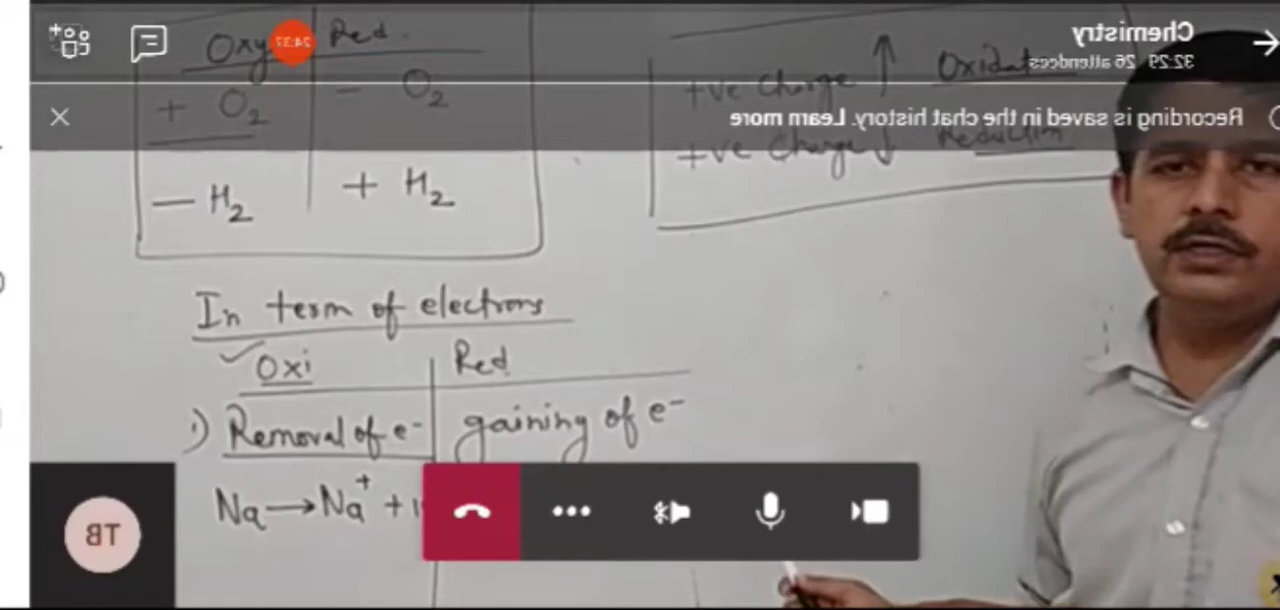 Chemistry
32:29, 26 attendees
Recording is saved in the chat history. Learn more
24:37
Oxy Red.
+ O2 - O2
- H2 + H2
+ve Charge ↑
+ve Charge ↓ Reduction
In term of electrons
Oxi Red
1) Removal of e- gaining of e-
Na → Na+ +
TB